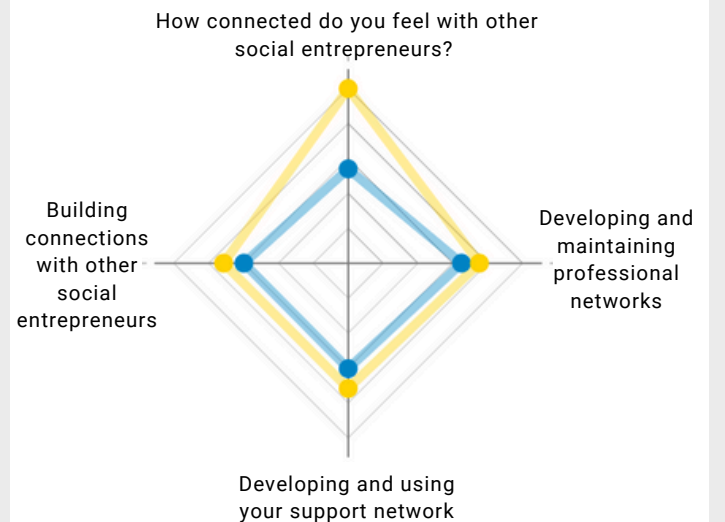 How connected do you feel with other
social entrepreneurs?
Building
connections
with other
social
entrepreneurs
Developing and
maintaining
professional
networks
Developing and using
your support network